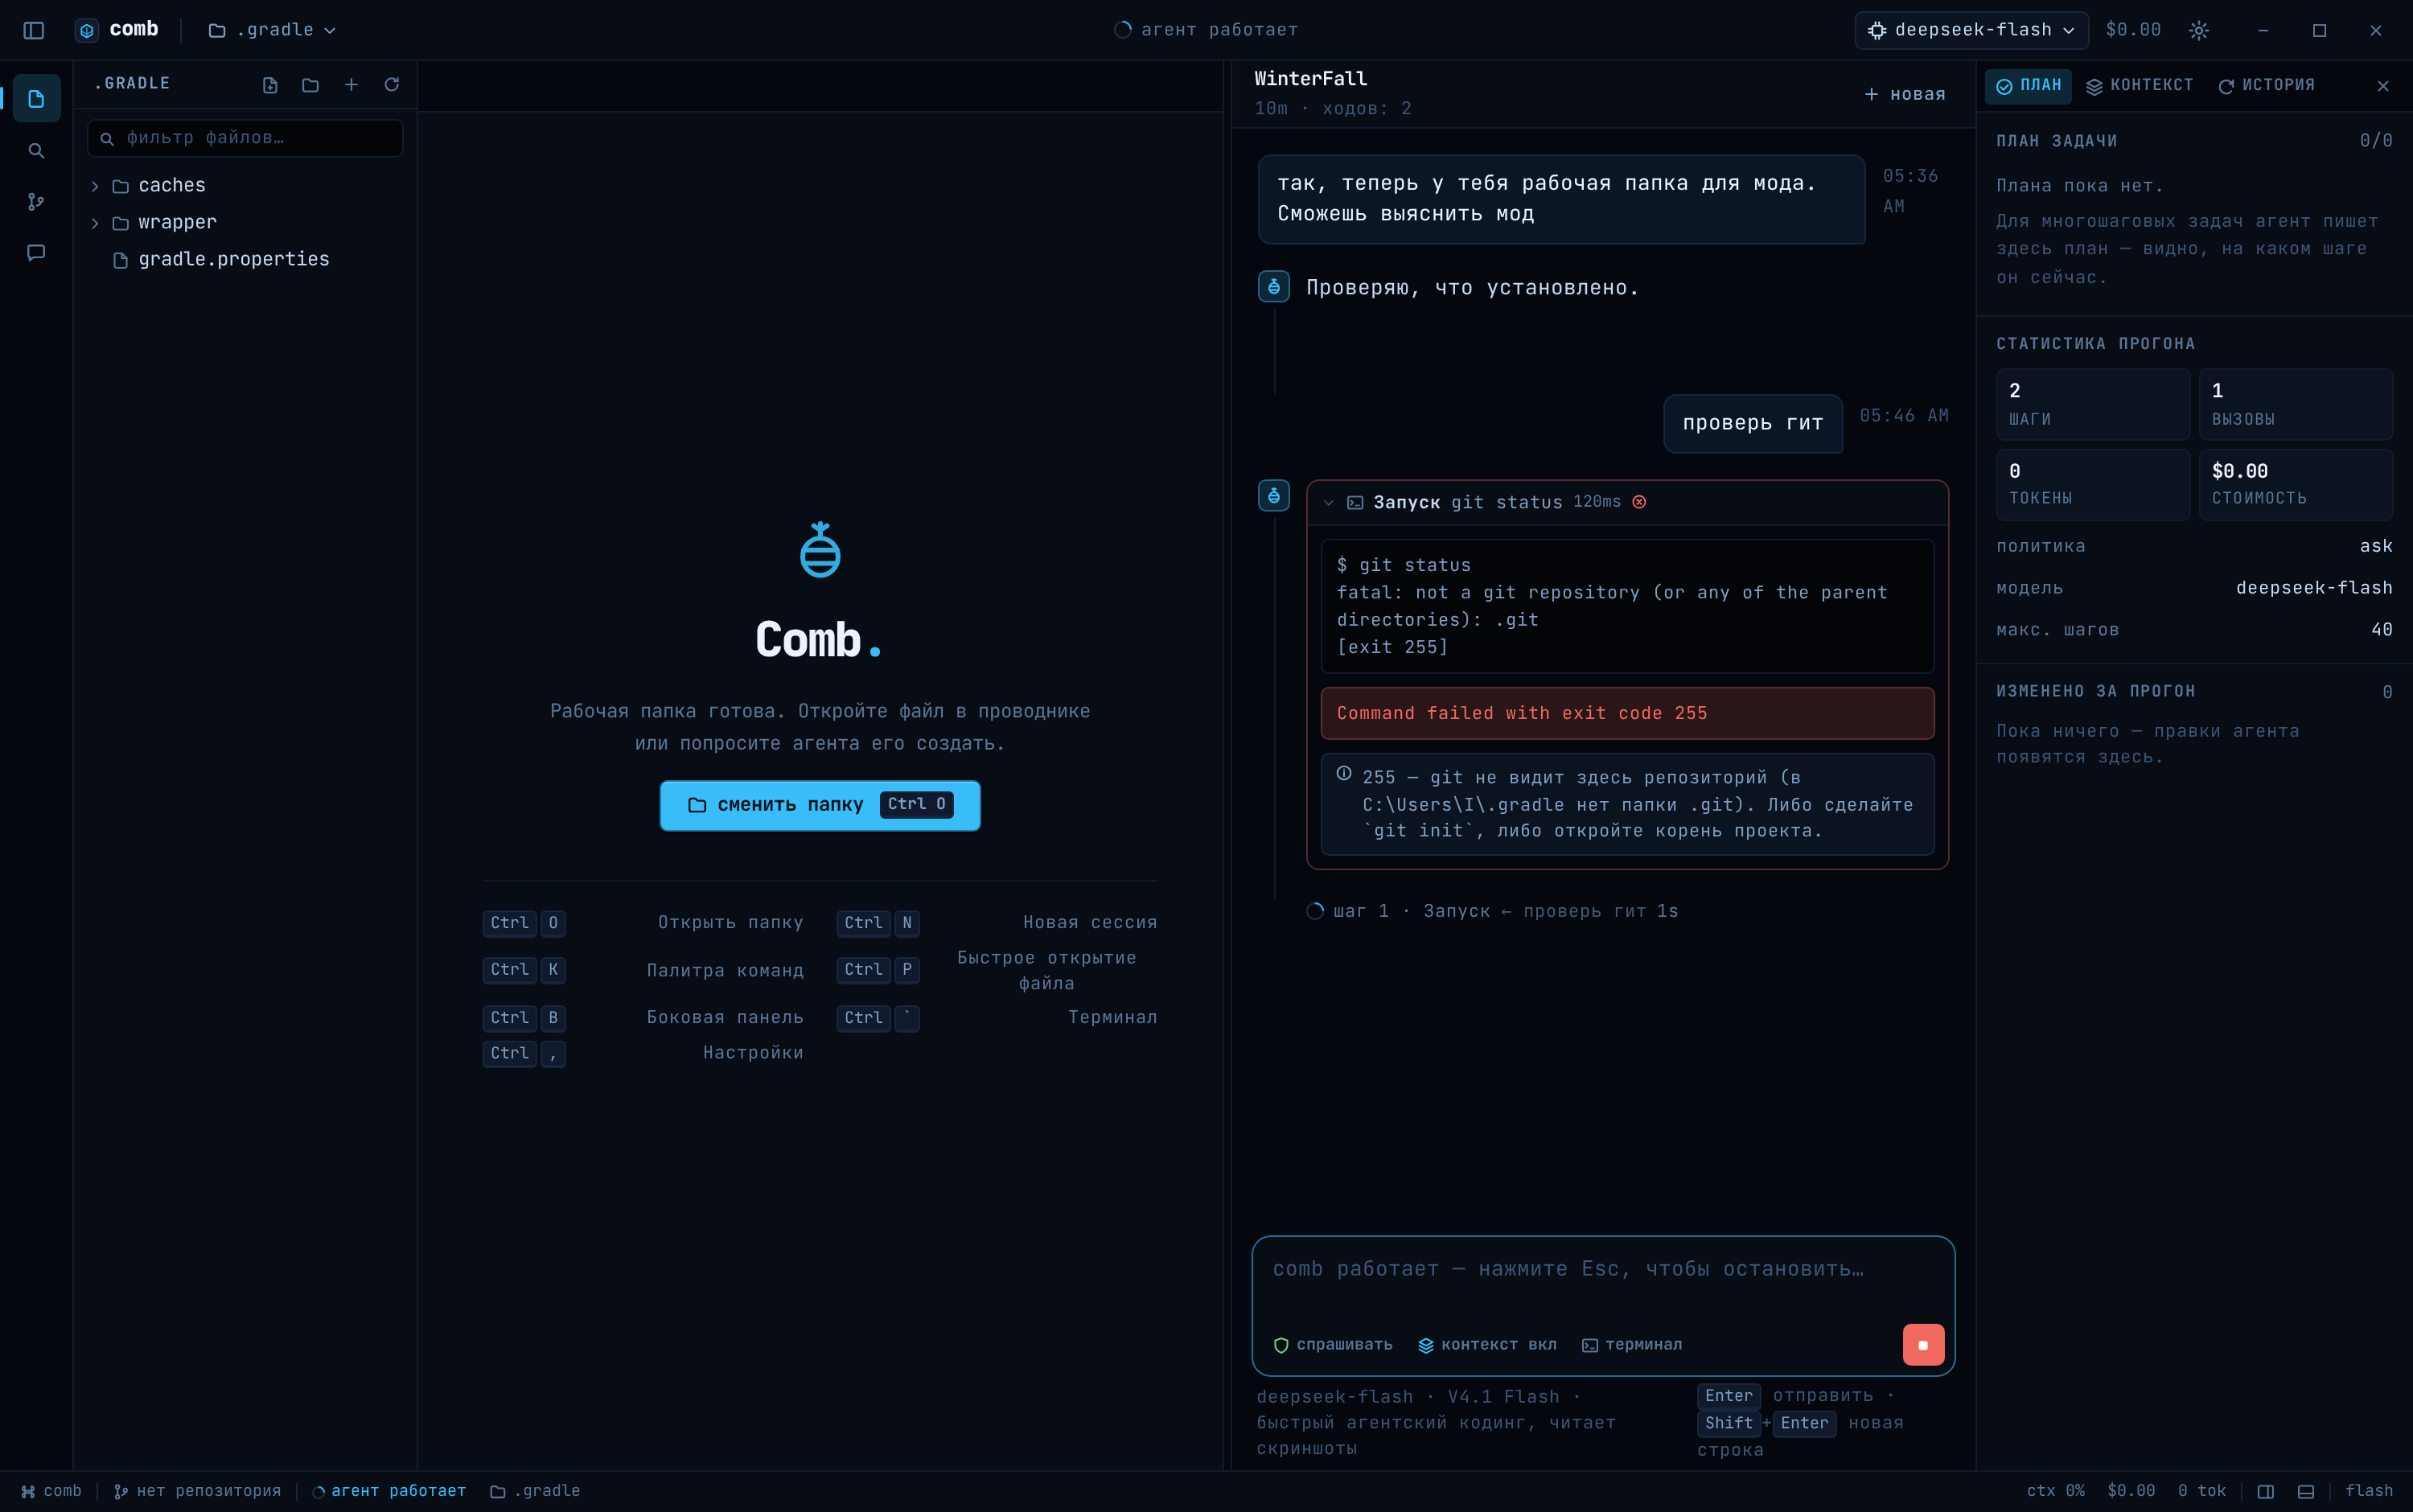 comb
.gradle
агент работает
deepseek-flash
$0.00
.GRADLE
фильтр файлов…
caches
wrapper
gradle.properties
Comb.
Рабочая папка готова. Откройте файл в проводнике
или попросите агента его создать.
сменить папку Ctrl O
Ctrl O Открыть папку Ctrl N Новая сессия
Ctrl K Палитра команд Ctrl P Быстрое открытие
файла
Ctrl B Боковая панель Ctrl ` Терминал
Ctrl , Настройки
WinterFall
10m · ходов: 2
+ новая
так, теперь у тебя рабочая папка для мода.
Сможешь выяснить мод
05:36
AM
Проверяю, что установлено.
проверь гит
05:46 AM
Запуск git status 120ms
$ git status
fatal: not a git repository (or any of the parent
directories): .git
[exit 255]
Command failed with exit code 255
255 — git не видит здесь репозиторий (в
C:\Users\I\.gradle нет папки .git). Либо сделайте
`git init`, либо откройте корень проекта.
шаг 1 · Запуск ← проверь гит 1s
comb работает — нажмите Esc, чтобы остановить…
спрашивать контекст вкл терминал
deepseek-flash · V4.1 Flash ·
быстрый агентский кодинг, читает
скриншоты
Enter отправить ·
Shift+Enter новая
строка
ПЛАН КОНТЕКСТ ИСТОРИЯ
ПЛАН ЗАДАЧИ 0/0
Плана пока нет.
Для многошаговых задач агент пишет
здесь план — видно, на каком шаге
он сейчас.
СТАТИСТИКА ПРОГОНА
2
ШАГИ
1
ВЫЗОВЫ
0
ТОКЕНЫ
$0.00
СТОИМОСТЬ
политика ask
модель deepseek-flash
макс. шагов 40
ИЗМЕНЕНО ЗА ПРОГОН 0
Пока ничего — правки агента
появятся здесь.
comb нет репозитория агент работает .gradle
ctx 0% $0.00 0 tok flash